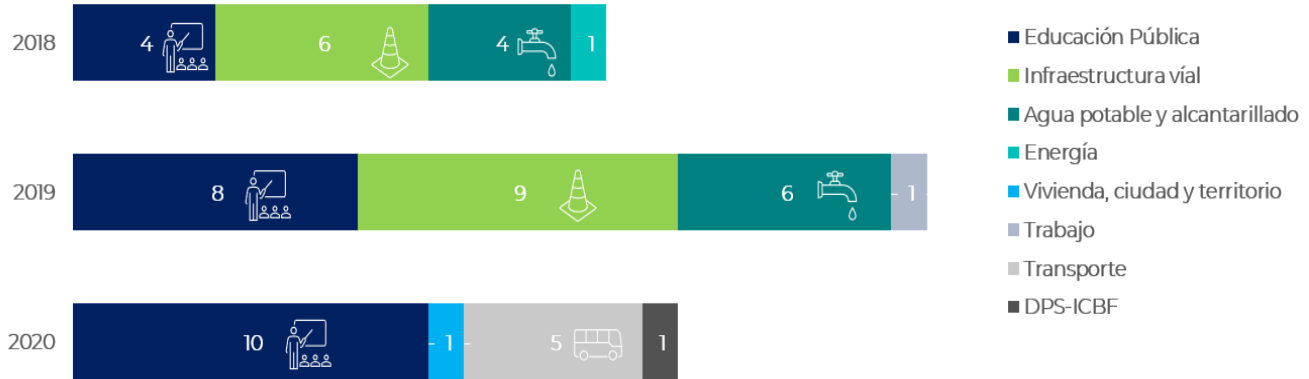 2018 4 6 4 1
2019 8 9 6 1
2020 10 1 5 1
Educación Pública
Infraestructura víal
Agua potable y alcantarillado
Energía
Vivienda, ciudad y territorio
Trabajo
Transporte
DPS-ICBF